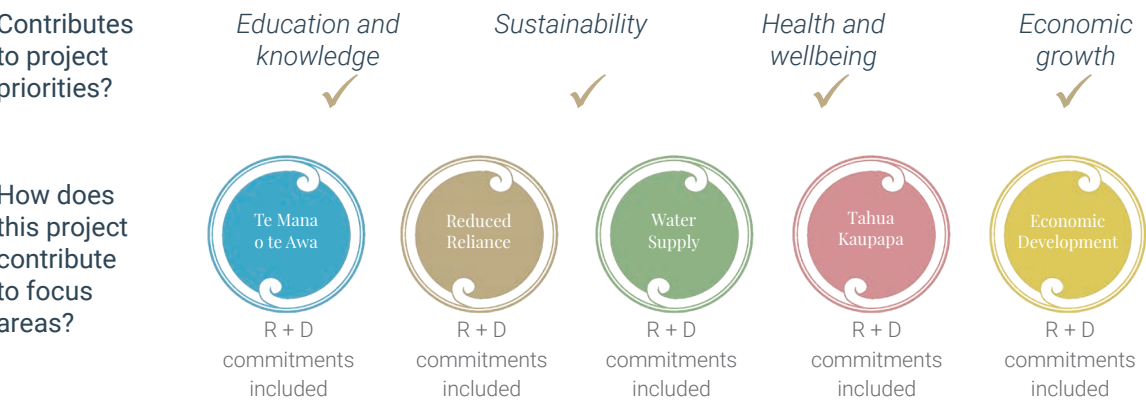 Contributes
to project
priorities?
Education and
knowledge
Sustainability
Health and
wellbeing
Economic
growth
How does
this project
contribute
to focus
areas?
Te Mana
o te Awa
Reduced
Reliance
Water
Supply
Tahua
Kaupapa
Economic
Development
R + D
commitments
included
R + D
commitments
included
R + D
commitments
included
R + D
commitments
included
R + D
commitments
included